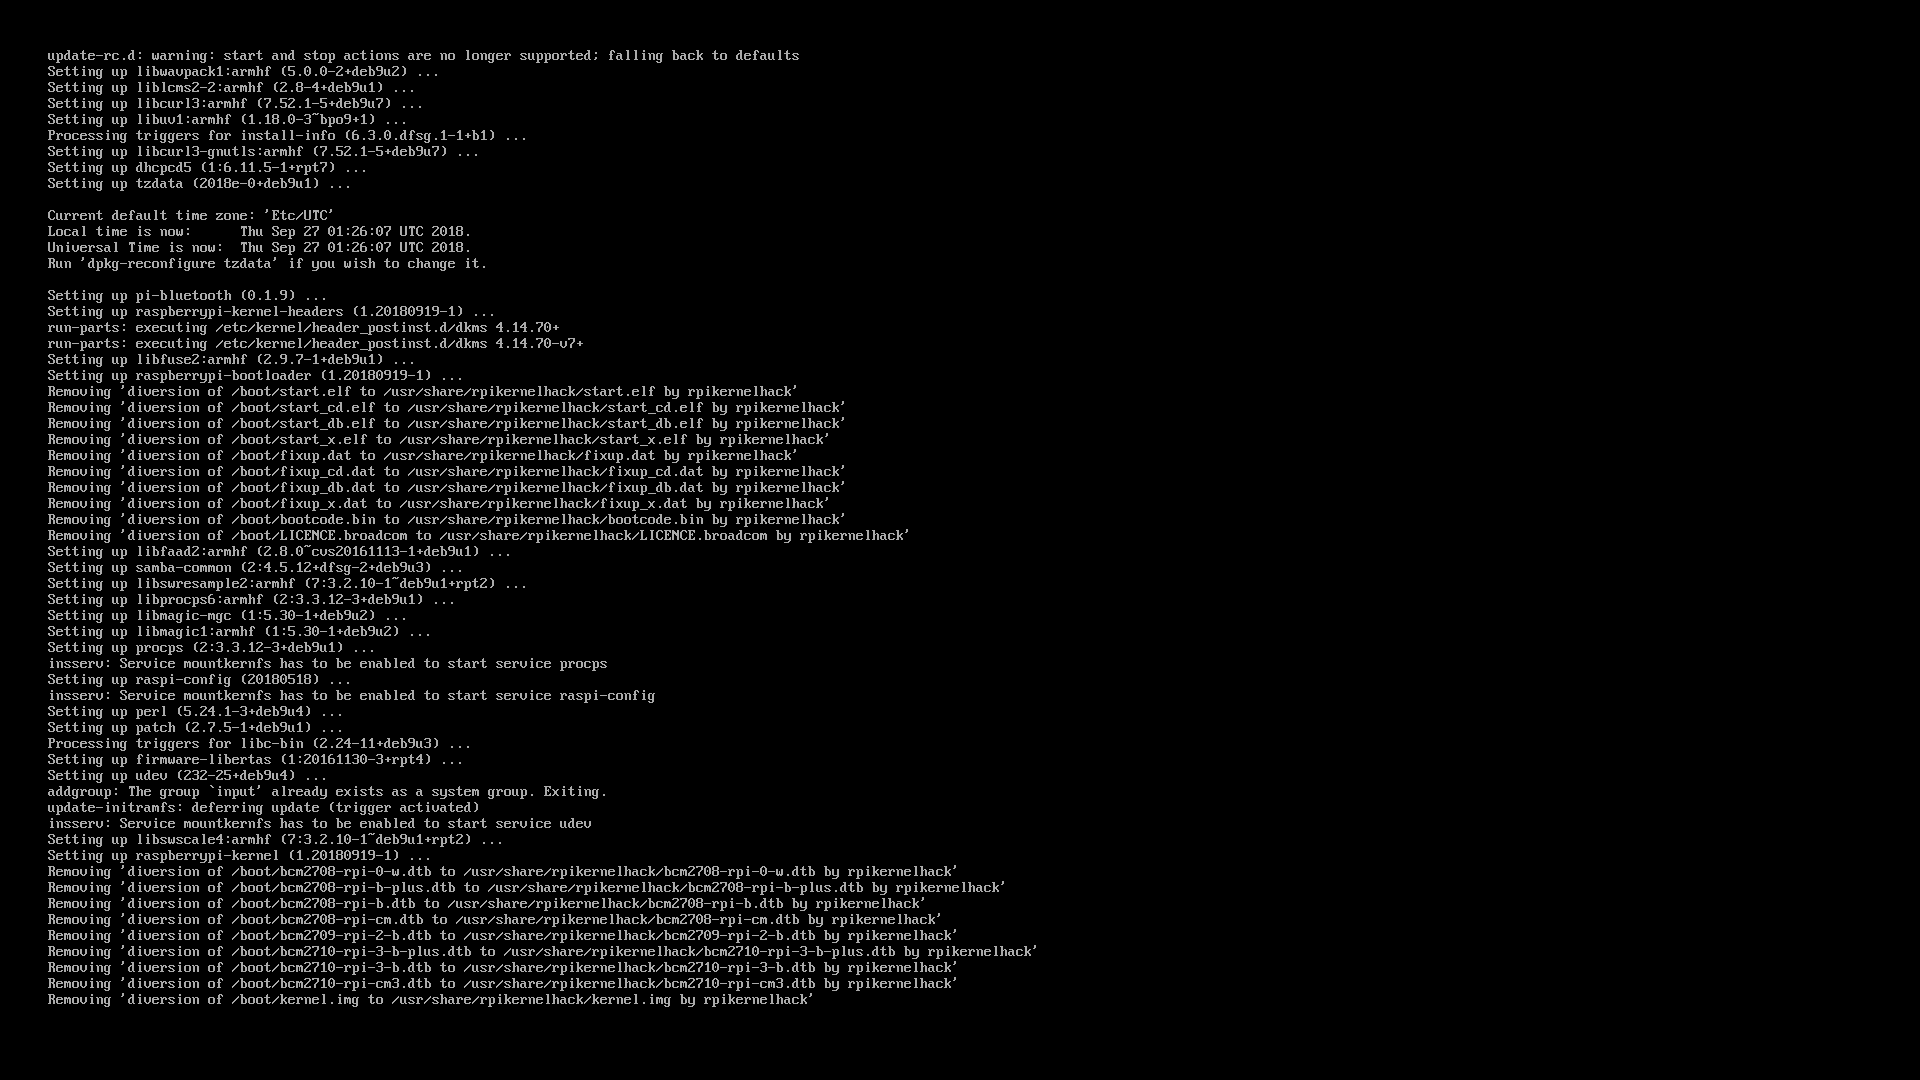 update-rc.d: warning: start and stop actions are no longer supported; falling back to defaults
Setting up libwavpack1:armhf (5.0.0-2+deb9u2) ...
Setting up liblcms2-2:armhf (2.8-4+deb9u1) ...
Setting up libcurl3:armhf (7.52.1-5+deb9u7) ...
Setting up libuv1:armhf (1.18.0-3~bpo9+1) ...
Processing triggers for install-info (6.3.0.dfsg.1-1+b1) ...
Setting up libcurl3-gnutls:armhf (7.52.1-5+deb9u7) ...
Setting up dhcpcd5 (1:6.11.5-1+rpt7) ...
Setting up tzdata (2018e-0+deb9u1) ...

Current default time zone: 'Etc/UTC'
Local time is now:      Thu Sep 27 01:26:07 UTC 2018.
Universal Time is now:  Thu Sep 27 01:26:07 UTC 2018.
Run 'dpkg-reconfigure tzdata' if you wish to change it.

Setting up pi-bluetooth (0.1.9) ...
Setting up raspberrypi-kernel-headers (1.20180919-1) ...
run-parts: executing /etc/kernel/header_postinst.d/dkms 4.14.70+
run-parts: executing /etc/kernel/header_postinst.d/dkms 4.14.70-v7+
Setting up libfuse2:armhf (2.9.7-1+deb9u1) ...
Setting up raspberrypi-bootloader (1.20180919-1) ...
Removing 'diversion of /boot/start.elf to /usr/share/rpikernelhack/start.elf by rpikernelhack'
Removing 'diversion of /boot/start_cd.elf to /usr/share/rpikernelhack/start_cd.elf by rpikernelhack'
Removing 'diversion of /boot/start_db.elf to /usr/share/rpikernelhack/start_db.elf by rpikernelhack'
Removing 'diversion of /boot/start_x.elf to /usr/share/rpikernelhack/start_x.elf by rpikernelhack'
Removing 'diversion of /boot/fixup.dat to /usr/share/rpikernelhack/fixup.dat by rpikernelhack'
Removing 'diversion of /boot/fixup_cd.dat to /usr/share/rpikernelhack/fixup_cd.dat by rpikernelhack'
Removing 'diversion of /boot/fixup_db.dat to /usr/share/rpikernelhack/fixup_db.dat by rpikernelhack'
Removing 'diversion of /boot/fixup_x.dat to /usr/share/rpikernelhack/fixup_x.dat by rpikernelhack'
Removing 'diversion of /boot/bootcode.bin to /usr/share/rpikernelhack/bootcode.bin by rpikernelhack'
Removing 'diversion of /boot/LICENCE.broadcom to /usr/share/rpikernelhack/LICENCE.broadcom by rpikernelhack'
Setting up libfaad2:armhf (2.8.0~cvs20161113-1+deb9u1) ...
Setting up samba-common (2:4.5.12+dfsg-2+deb9u3) ...
Setting up libswresample2:armhf (7:3.2.10-1~deb9u1+rpt2) ...
Setting up libprocps6:armhf (2:3.3.12-3+deb9u1) ...
Setting up libmagic-mgc (1:5.30-1+deb9u2) ...
Setting up libmagic1:armhf (1:5.30-1+deb9u2) ...
Setting up procps (2:3.3.12-3+deb9u1) ...
insserv: Service mountkernfs has to be enabled to start service procps
Setting up raspi-config (20180518) ...
insserv: Service mountkernfs has to be enabled to start service raspi-config
Setting up perl (5.24.1-3+deb9u4) ...
Setting up patch (2.7.5-1+deb9u1) ...
Processing triggers for libc-bin (2.24-11+deb9u3) ...
Setting up firmware-libertas (1:20161130-3+rpt4) ...
Setting up udev (232-25+deb9u4) ...
addgroup: The group `input' already exists as a system group. Exiting.
update-initramfs: deferring update (trigger activated)
insserv: Service mountkernfs has to be enabled to start service udev
Setting up libswscale4:armhf (7:3.2.10-1~deb9u1+rpt2) ...
Setting up raspberrypi-kernel (1.20180919-1) ...
Removing 'diversion of /boot/bcm2708-rpi-0-w.dtb to /usr/share/rpikernelhack/bcm2708-rpi-0-w.dtb by rpikernelhack'
Removing 'diversion of /boot/bcm2708-rpi-b-plus.dtb to /usr/share/rpikernelhack/bcm2708-rpi-b-plus.dtb by rpikernelhack'
Removing 'diversion of /boot/bcm2708-rpi-b.dtb to /usr/share/rpikernelhack/bcm2708-rpi-b.dtb by rpikernelhack'
Removing 'diversion of /boot/bcm2708-rpi-cm.dtb to /usr/share/rpikernelhack/bcm2708-rpi-cm.dtb by rpikernelhack'
Removing 'diversion of /boot/bcm2709-rpi-2-b.dtb to /usr/share/rpikernelhack/bcm2709-rpi-2-b.dtb by rpikernelhack'
Removing 'diversion of /boot/bcm2710-rpi-3-b-plus.dtb to /usr/share/rpikernelhack/bcm2710-rpi-3-b-plus.dtb by rpikernelhack'
Removing 'diversion of /boot/bcm2710-rpi-3-b.dtb to /usr/share/rpikernelhack/bcm2710-rpi-3-b.dtb by rpikernelhack'
Removing 'diversion of /boot/bcm2710-rpi-cm3.dtb to /usr/share/rpikernelhack/bcm2710-rpi-cm3.dtb by rpikernelhack'
Removing 'diversion of /boot/kernel.img to /usr/share/rpikernelhack/kernel.img by rpikernelhack'